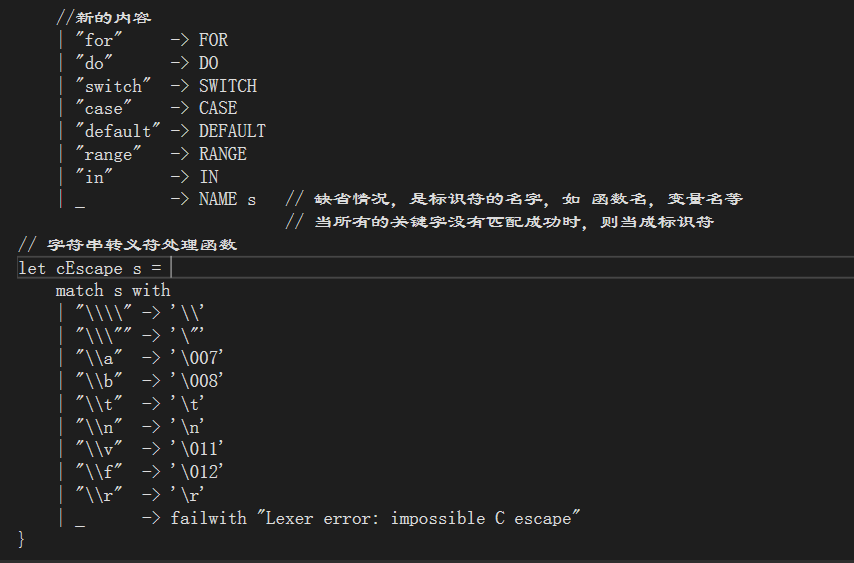 //新的内容
| "for"     -> FOR
| "do"      -> DO
| "switch"  -> SWITCH
| "case"    -> CASE
| "default" -> DEFAULT
| "range"   -> RANGE
| "in"      -> IN
| _         -> NAME s   // 缺省情况，是标识符的名字，如 函数名，变量名等
// 当所有的关键字没有匹配成功时，则当成标识符
// 字符串转义符处理函数
let cEscape s =
match s with
| "\\\\" -> '\\'
| "\\\"" -> '\"'
| "\\a"  -> '\007'
| "\\b"  -> '\008'
| "\\t"  -> '\t'
| "\\n"  -> '\n'
| "\\v"  -> '\011'
| "\\f"  -> '\012'
| "\\r"  -> '\r'
| _      -> failwith "Lexer error: impossible C escape"
}